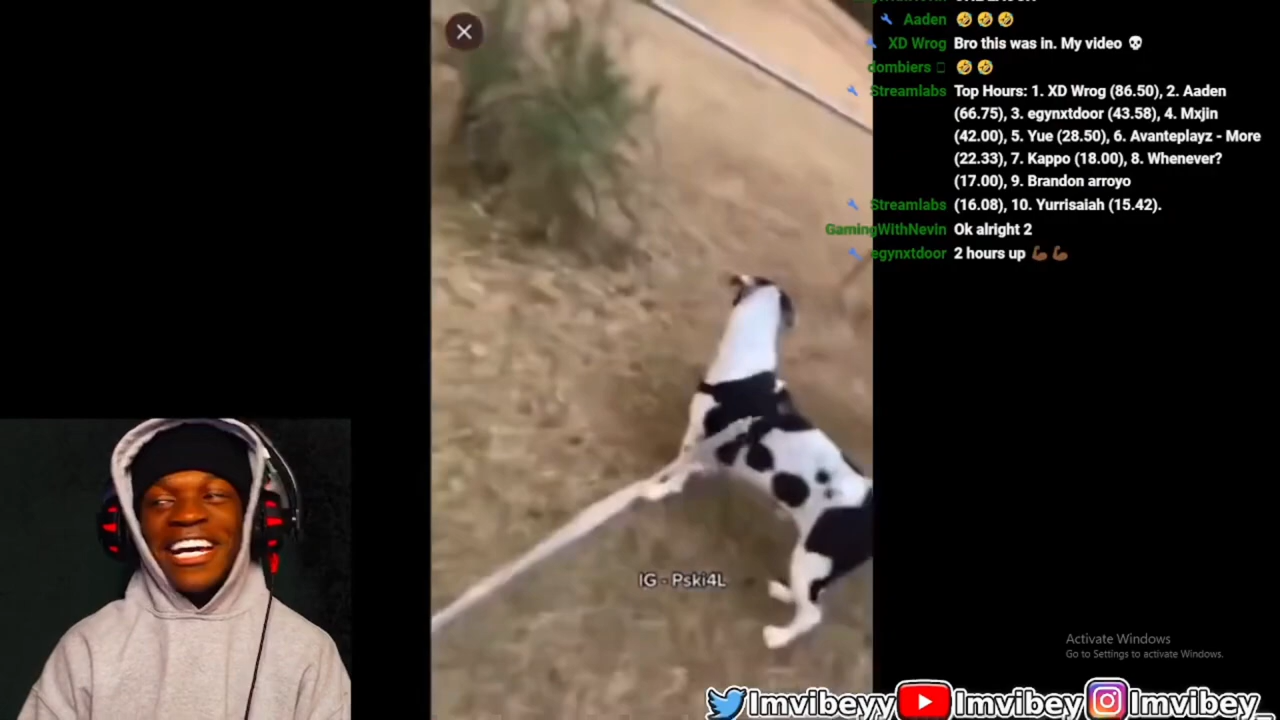 Aaden 🤣🤣🤣
XD Wrog Bro this was in. My video 💀
dombiers 🤣🤣
Streamlabs Top Hours: 1. XD Wrog (86.50), 2. Aaden
(66.75), 3. egynxtdoor (43.58), 4. Mxjin
(42.00), 5. Yue (28.50), 6. Avanteplayz - More
(22.33), 7. Kappo (18.00), 8. Whenever?
(17.00), 9. Brandon arroyo
Streamlabs (16.08), 10. Yurrisaiah (15.42).
GamingWithNevin Ok alright 2
egynxtdoor 2 hours up 💪🏾💪🏾
IG - Pski4L
Activate Windows
Go to Settings to activate Windows.
Imvibeyy Imvibey Imvibey_